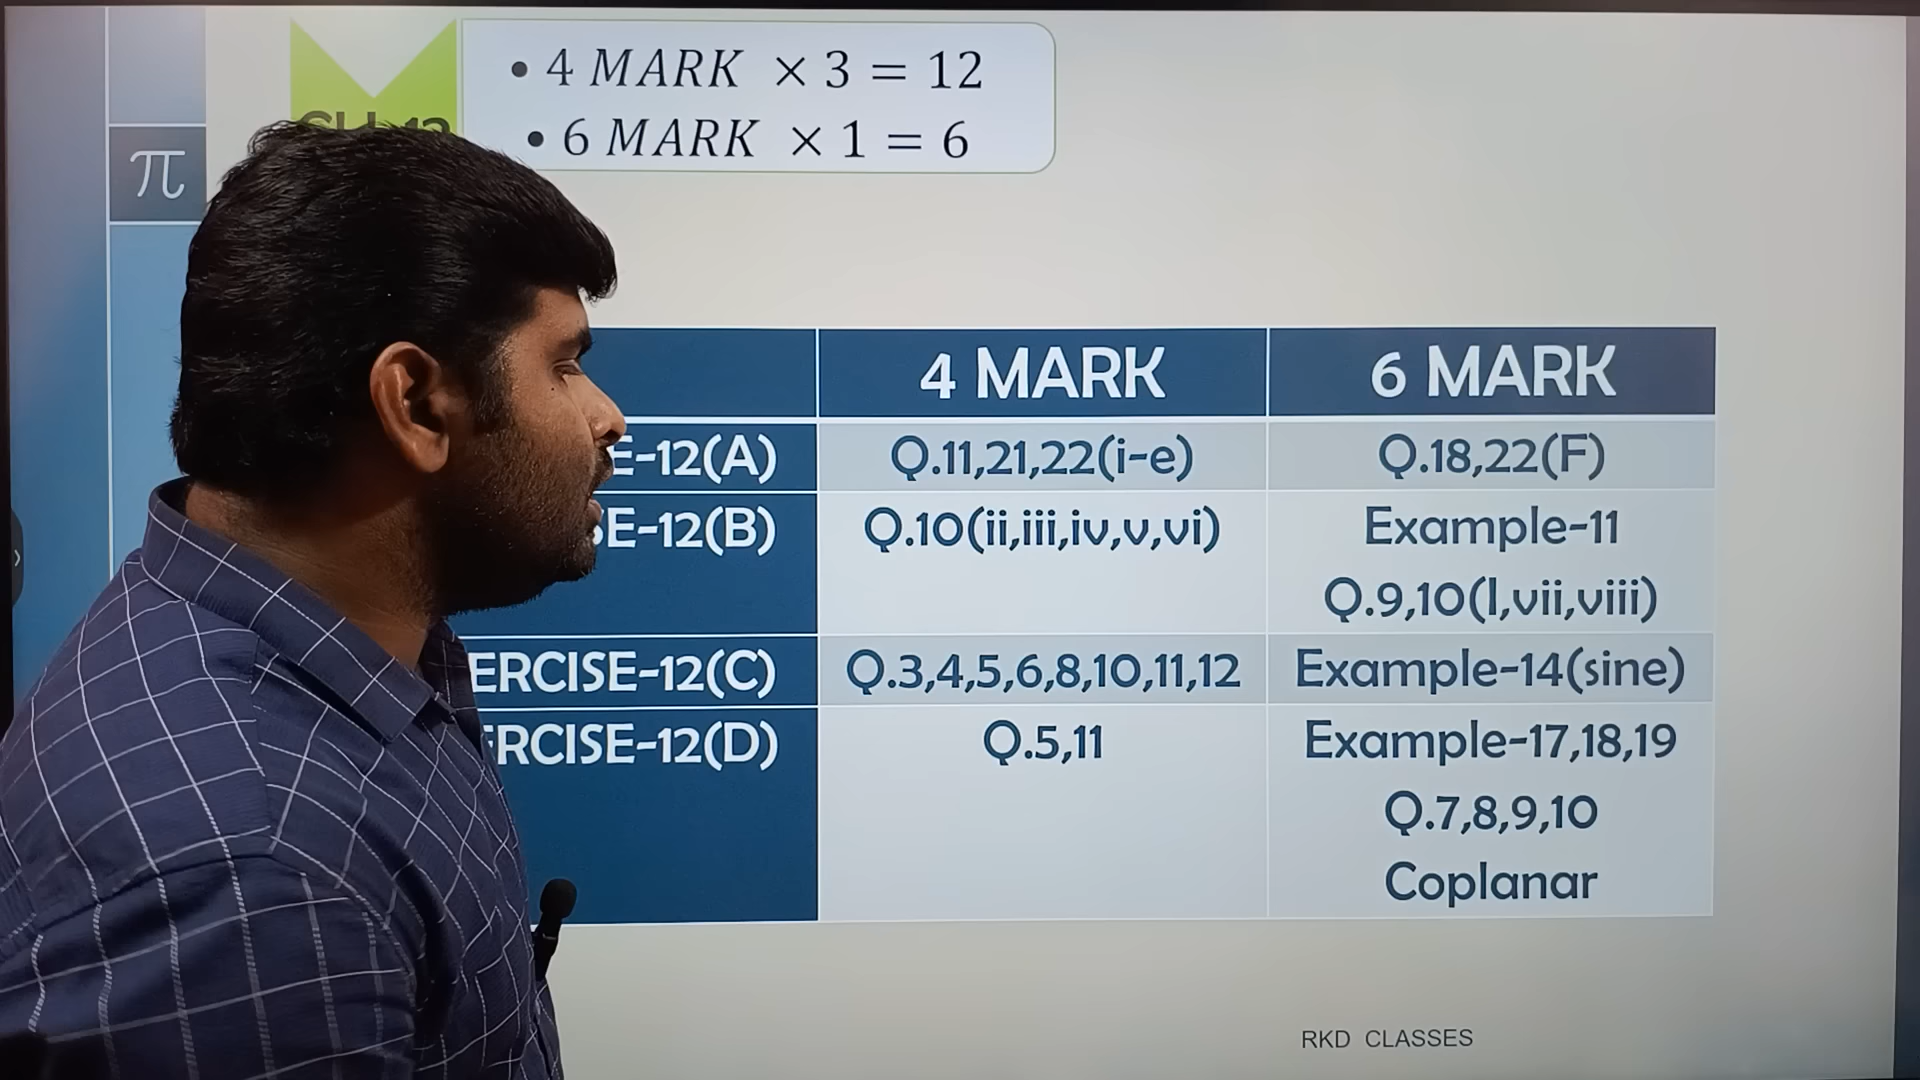 • 4 MARK × 3 = 12
• 6 MARK × 1 = 6
π
4 MARK
6 MARK
E-12(A)
Q.11,21,22(i-e)
Q.18,22(F)
SE-12(B)
Q.10(ii,iii,iv,v,vi)
Example-11
Q.9,10(l,vii,viii)
ERCISE-12(C)
Q.3,4,5,6,8,10,11,12
Example-14(sine)
ERCISE-12(D)
Q.5,11
Example-17,18,19
Q.7,8,9,10
Coplanar
RKD CLASSES